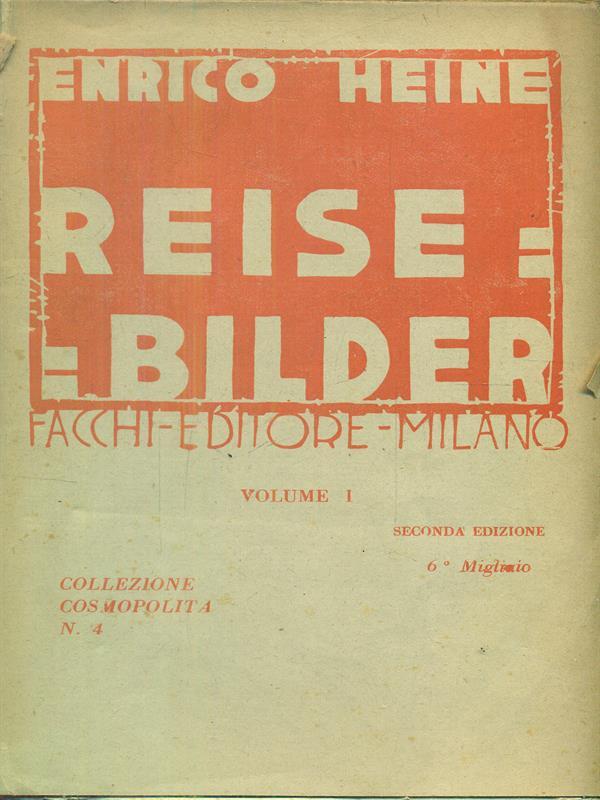 ENRICO HEINE
REISE=
=BILDER
FACCHI-EDITORE-MILANO
VOLUME I
SECONDA EDIZIONE
6° Migliaio
COLLEZIONE
COSMOPOLITA
N. 4